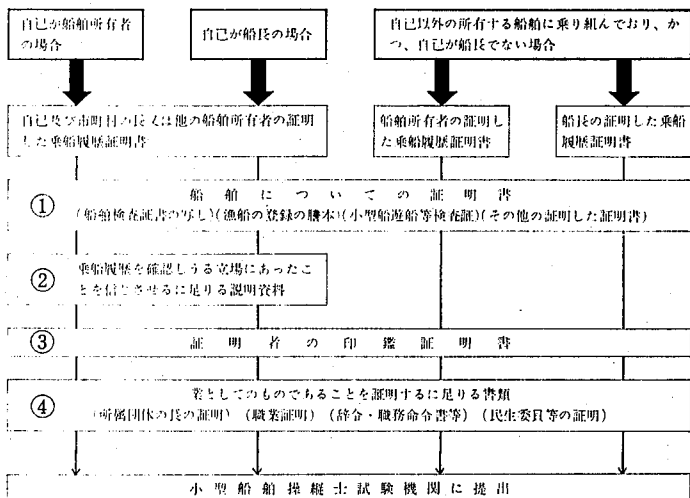 自己が船舶所有者
の場合
自己が船長の場合
自己以外の所有する船舶に乗り組んでおり、か
つ、自己が船長でない場合
自己及び市町村の長又は他の船舶所有者の証明
した乗船履歴証明書
船舶所有者の証明し
た乗船履歴証明書
船長の証明した乗船
履歴証明書
① 船舶についての証明書
(船舶検査証書の写し)(漁船の登録の謄本)(小型船遊船等検査証)(その他の証明した証明書)
② 乗船履歴を確認しうる立場にあったこ
とを信じさせるに足りる説明資料
③ 証明者の印鑑証明書
④ 業としてのものであることを証明するに足りる書類
(所属団体の長の証明) (職業証明) (辞令・職務命令書等) (民生委員等の証明)
小型船舶操縦士試験機関に提出